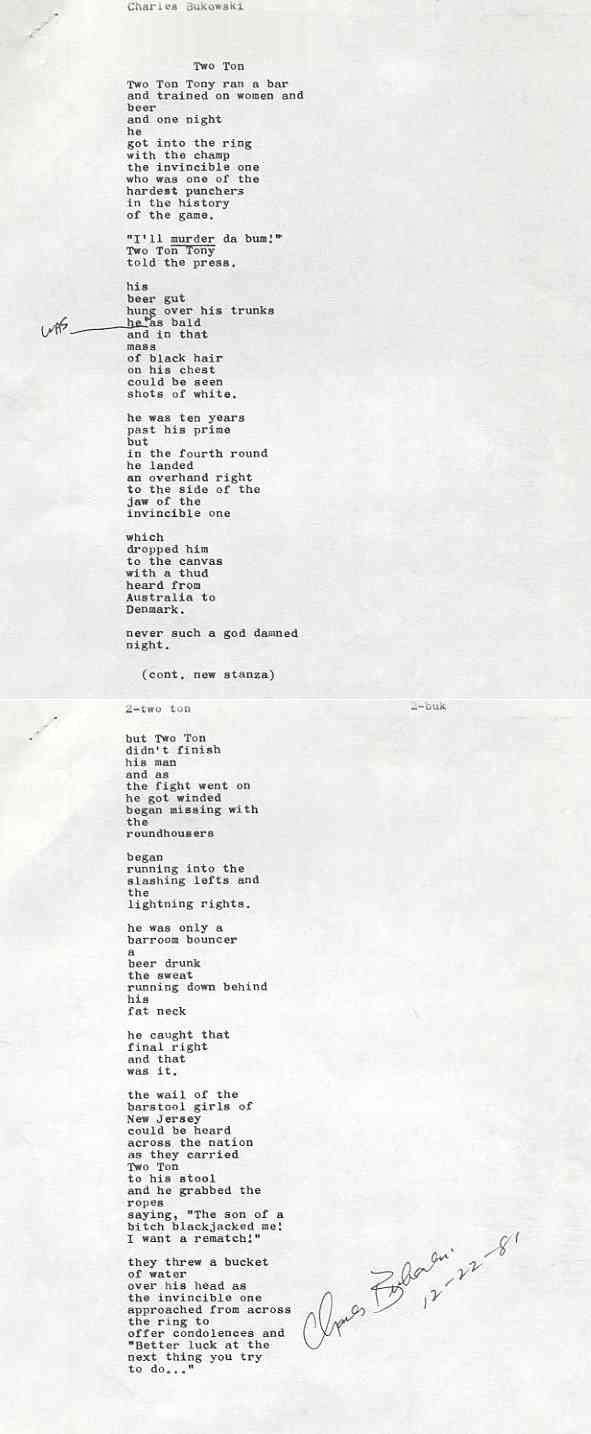 Charles Bukowski
Two Ton
Two Ton Tony ran a bar
and trained on women and
beer
and one night
he
got into the ring
with the champ
the invincible one
who was one of the
hardest punchers
in the history
of the game.
"I'll murder da bum!"
Two Ton Tony
told the press.
his
beer gut
hung over his trunks
was
he as bald
and in that
mass
of black hair
on his chest
could be seen
shots of white.
he was ten years
past his prime
but
in the fourth round
he landed
an overhand right
to the side of the
jaw of the
invincible one
which
dropped him
to the canvas
with a thud
heard from
Australia to
Denmark.
never such a god damned
night.
(cont. new stanza)
2-two ton 2-buk
but Two Ton
didn't finish
his man
and as
the fight went on
he got winded
began missing with
the
roundhousers
began
running into the
slashing lefts and
the
lightning rights.
he was only a
barroom bouncer
a
beer drunk
the sweat
running down behind
his
fat neck
he caught that
final right
and that
was it.
the wail of the
barstool girls of
New Jersey
could be heard
across the nation
as they carried
Two Ton
to his stool
and he grabbed the
ropes
saying, "The son of a
bitch blackjacked me!
I want a rematch!"
they threw a bucket
of water
over his head as
the invincible one
approached from across
the ring to
offer condolences and
"Better luck at the
next thing you try
to do..."
Charles Bukowski
12-22-81